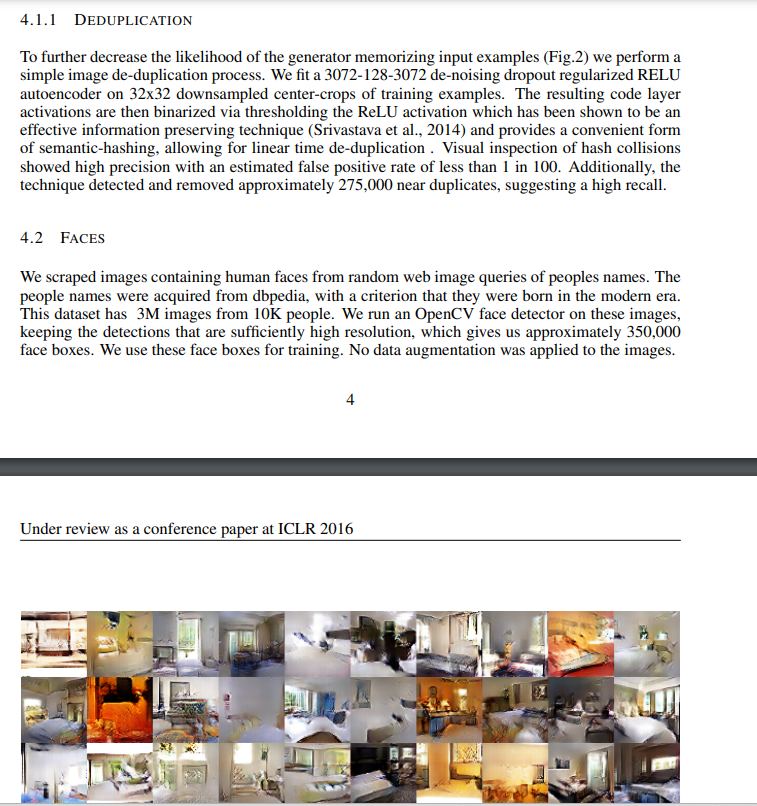 4.1.1 DEDUPLICATION
To further decrease the likelihood of the generator memorizing input examples (Fig.2) we perform a
simple image de-duplication process. We fit a 3072-128-3072 de-noising dropout regularized RELU
autoencoder on 32x32 downsampled center-crops of training examples. The resulting code layer
activations are then binarized via thresholding the ReLU activation which has been shown to be an
effective information preserving technique (Srivastava et al., 2014) and provides a convenient form
of semantic-hashing, allowing for linear time de-duplication . Visual inspection of hash collisions
showed high precision with an estimated false positive rate of less than 1 in 100. Additionally, the
technique detected and removed approximately 275,000 near duplicates, suggesting a high recall.
4.2 FACES
We scraped images containing human faces from random web image queries of peoples names. The
people names were acquired from dbpedia, with a criterion that they were born in the modern era.
This dataset has 3M images from 10K people. We run an OpenCV face detector on these images,
keeping the detections that are sufficiently high resolution, which gives us approximately 350,000
face boxes. We use these face boxes for training. No data augmentation was applied to the images.
4
Under review as a conference paper at ICLR 2016